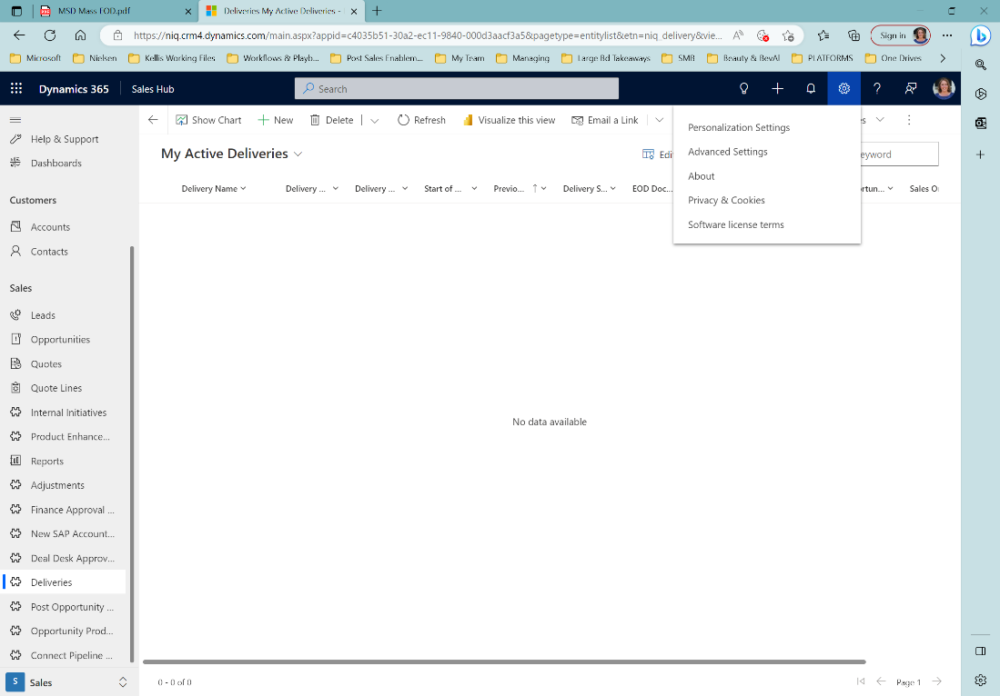 MSD Mass EOD.pdf
Deliveries My Active Deliveries -
https://niq.crm4.dynamics.com/main.aspx?appid=c4035b51-30a2-ec11-9840-000d3aacf3a5&pagetype=entitylist&etn=niq_delivery&vie...
Sign in
Microsoft
Nielsen
Kellis Working Files
Workflows & Playb...
Post Sales Enablem...
My Team
Managing
Large Bd Takeaways
SMB
Beauty & BevAl
PLATFORMS
One Drives
Dynamics 365
Sales Hub
Search
Show Chart
New
Delete
Refresh
Visualize this view
Email a Link
Personalization Settings
Advanced Settings
About
Privacy & Cookies
Software license terms
My Active Deliveries
Edi
eyword
Delivery Name
Delivery ...
Delivery ...
Start of ...
Previo...
Delivery S...
EOD Doc...
rtun...
Sales O
Help & Support
Dashboards
Customers
Accounts
Contacts
Sales
Leads
Opportunities
Quotes
Quote Lines
Internal Initiatives
Product Enhance...
Reports
Adjustments
Finance Approval ...
New SAP Account...
Deal Desk Approv...
Deliveries
Post Opportunity ...
Opportunity Prod...
Connect Pipeline ...
S Sales
No data available
0 - 0 of 0
Page 1